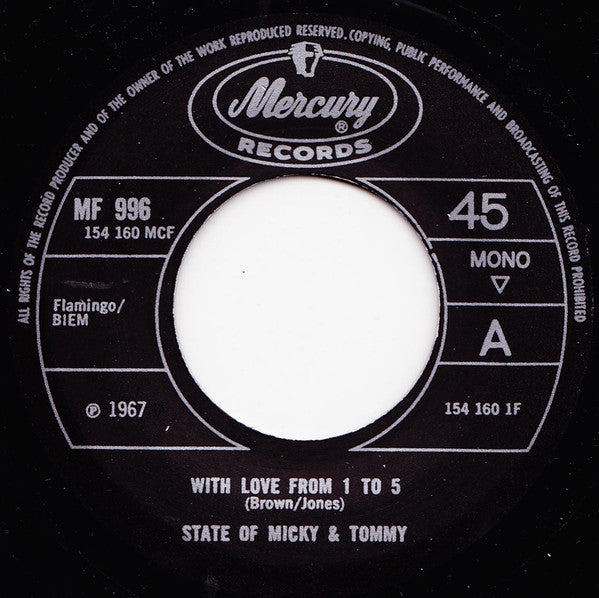 ALL RIGHTS OF THE RECORD PRODUCER AND OF THE OWNER OF THE WORK REPRODUCED RESERVED. COPYING, PUBLIC PERFORMANCE AND BROADCASTING OF THIS RECORD PROHIBITED
Mercury ®
RECORDS
MF 996
154 160 MCF
45
MONO
Flamingo/
BIEM
A
℗ 1967
154 160 1F
WITH LOVE FROM 1 TO 5
(Brown/Jones)
STATE OF MICKY & TOMMY